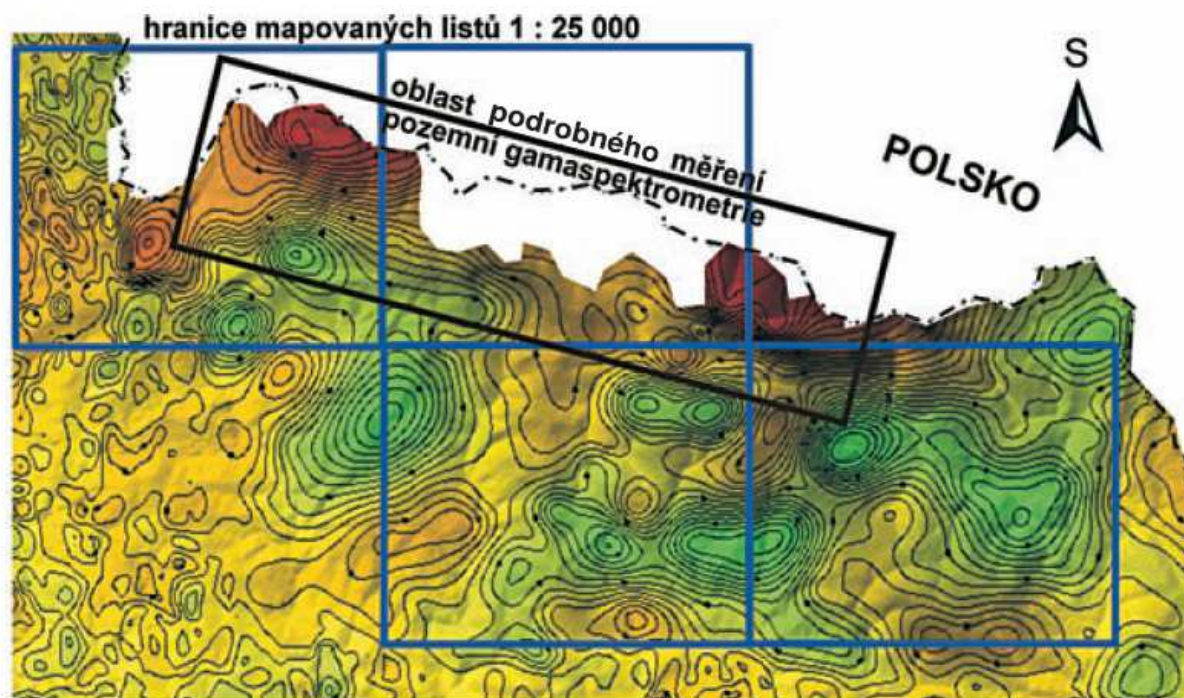 hranice mapovaných listů 1 : 25 000
S
oblast podrobného měření
pozemní gamaspektrometrie
POLSKO